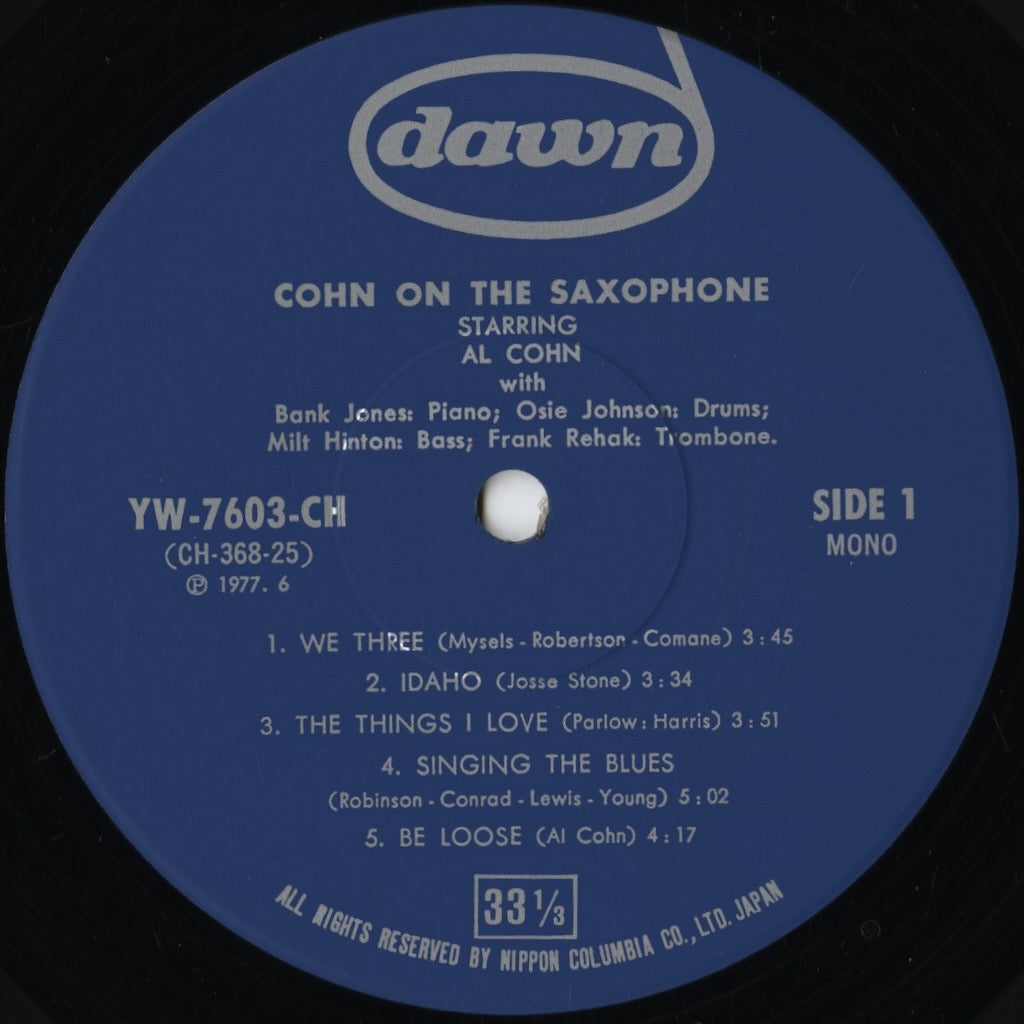 dawn
COHN ON THE SAXOPHONE
STARRING
AL COHN
with
Bank Jones: Piano; Osie Johnson: Drums;
Milt Hinton: Bass; Frank Rehak: Trombone.
YW-7603-CH
(CH-368-25)
℗ 1977. 6
SIDE 1
MONO
1. WE THREE (Mysels - Robertson - Comane) 3 : 45
2. IDAHO (Josse Stone) 3 : 34
3. THE THINGS I LOVE (Parlow : Harris) 3 : 51
4. SINGING THE BLUES
(Robinson - Conrad - Lewis - Young) 5 : 02
5. BE LOOSE (Al Cohn) 4 : 17
33 1/3
ALL RIGHTS RESERVED BY NIPPON COLUMBIA CO., LTD. JAPAN